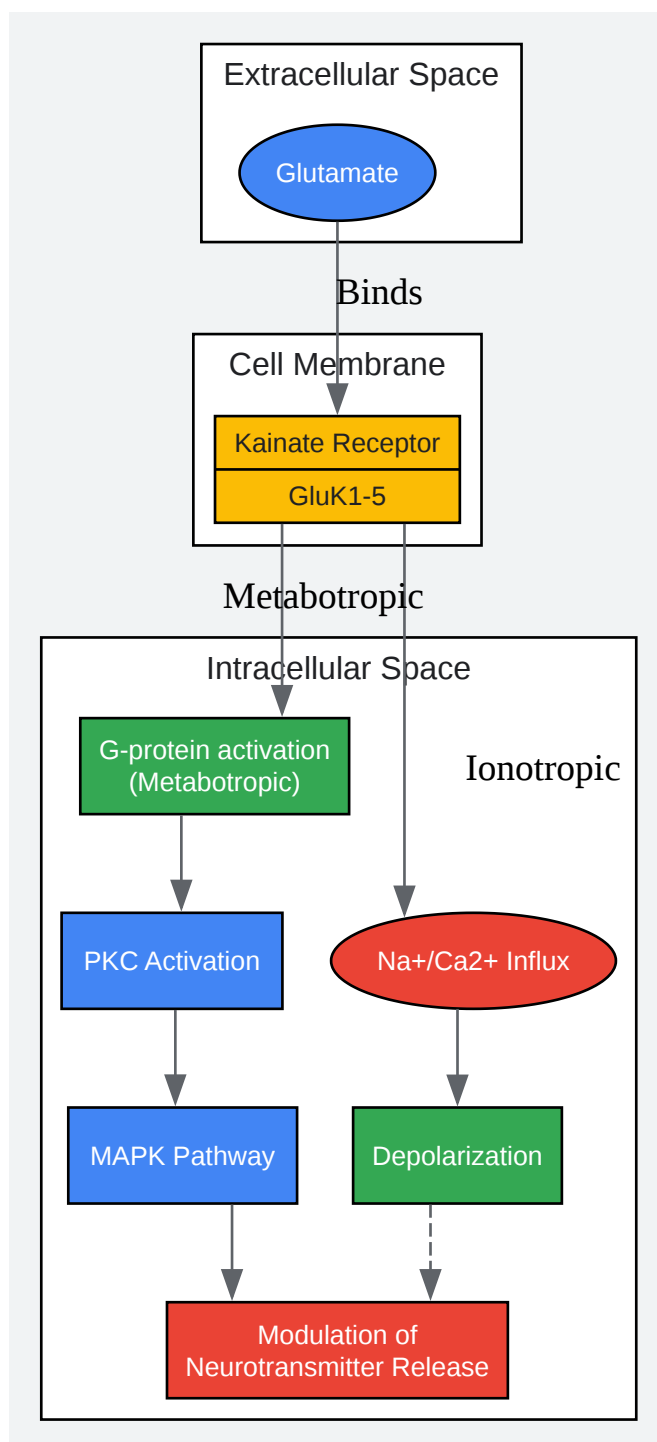 Extracellular Space
Glutamate
Binds
Cell Membrane
Kainate Receptor
GluK1-5
Metabotropic
Intracellular Space
G-protein activation
(Metabotropic)
Ionotropic
PKC Activation
Na+/Ca2+ Influx
MAPK Pathway
Depolarization
Modulation of
Neurotransmitter Release